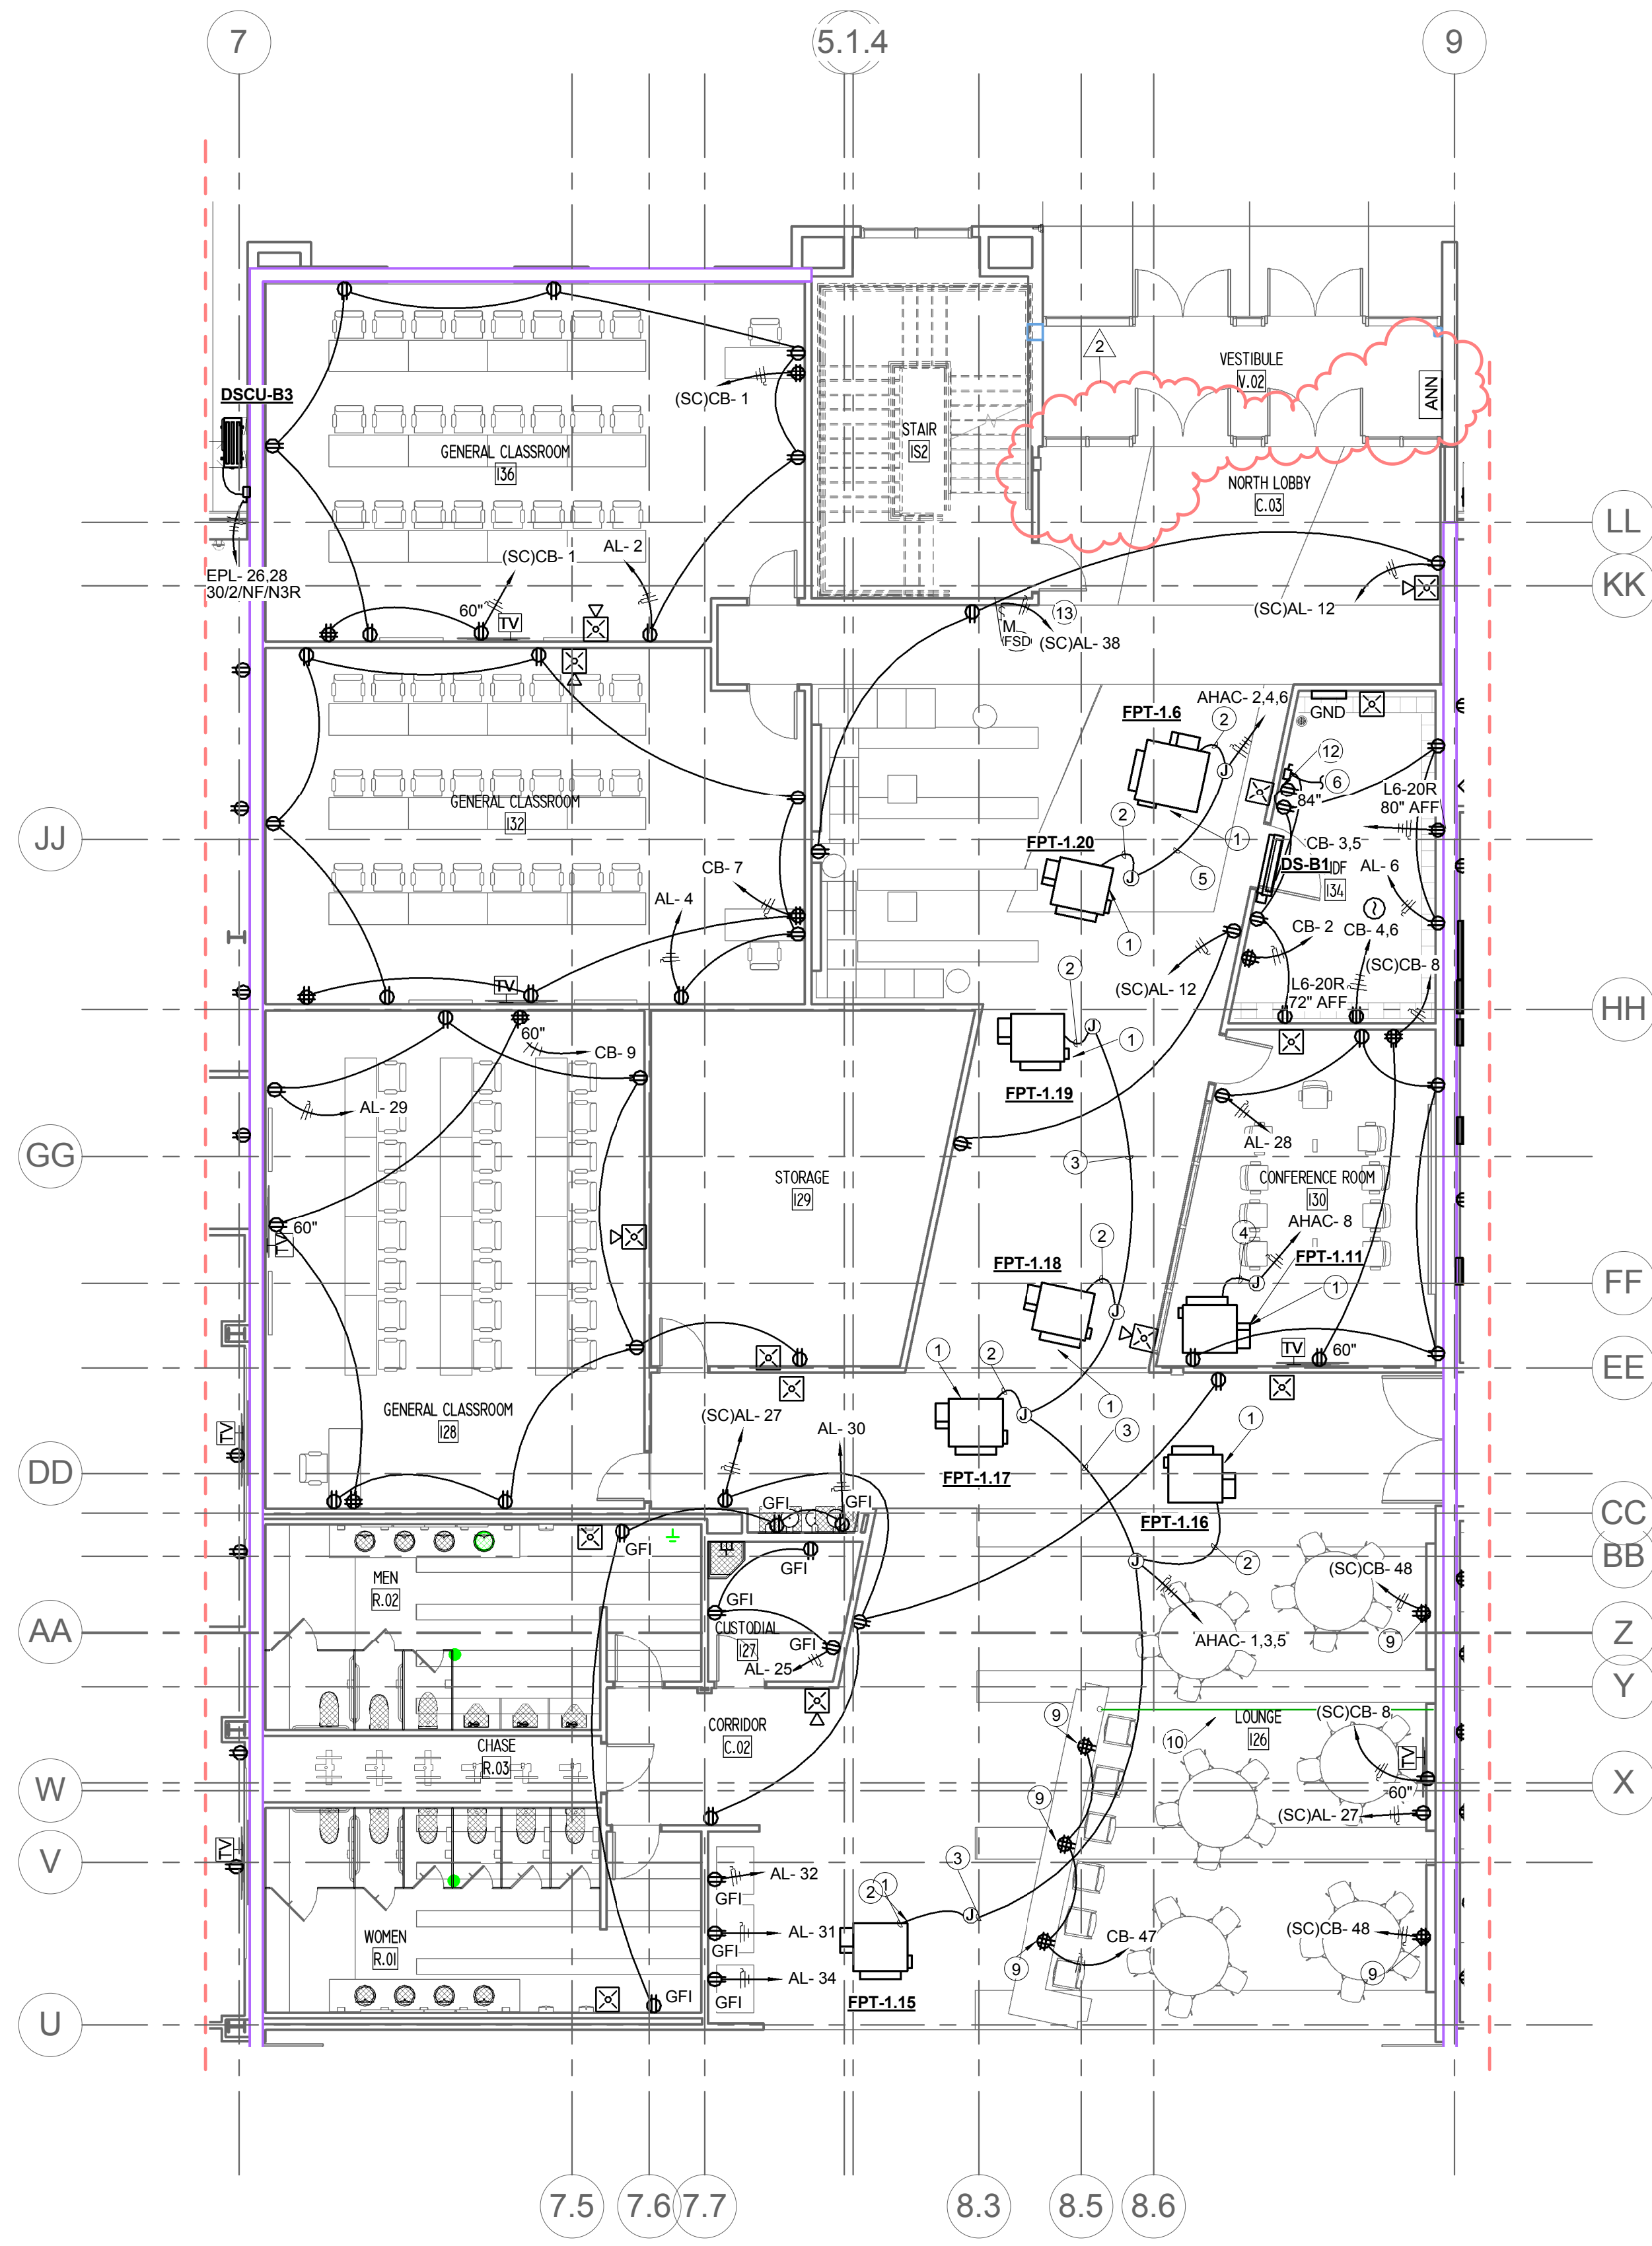 7
5.1.4
9
2
VESTIBULE
V.02
ANN
DSCU-B3
(SC)CB- 1
STAIR
1S2
GENERAL CLASSROOM
136
NORTH LOBBY
C.03
LL
(SC)CB- 1
AL- 2
EPL- 26,28
30/2/NF/N3R
KK
60"
TV
(SC)AL- 12
13
M
FSD
(SC)AL- 38
AHAC- 2,4,6
FPT-1.6
2
GND
12
6
84"
L6-20R
80" AFF
GENERAL CLASSROOM
132
JJ
2
1
FPT-1.20
CB- 3,5
DS-B1
IDF
134
AL- 6
CB- 7
5
AL- 4
1
CB- 2
CB- 4,6
(SC)CB- 8
2
TV
(SC)AL- 12
L6-20R
72" AFF
HH
60"
CB- 9
1
FPT-1.19
AL- 29
AL- 28
GG
3
STORAGE
129
CONFERENCE ROOM
130
60"
TV
AHAC- 8
4
FPT-1.11
2
FPT-1.18
1
FF
1
2
TV
60"
EE
GENERAL CLASSROOM
128
1
(SC)AL- 27
AL- 30
3
1
TV
DD
FPT-1.17
GFI
GFI
FPT-1.16
CC
GFI
GFI
2
BB
MEN
R.02
(SC)CB- 48
GFI
AA
CUSTODIAL
127
GFI
AL- 25
AHAC- 1,3,5
9
Z
Y
9
CORRIDOR
C.02
10
LOUNGE
126
(SC)CB- 8
TV
CHASE
R.03
W
X
60"
9
(SC)AL- 27
TV
V
AL- 32
GFI
3
2
1
WOMEN
R.01
AL- 31
GFI
CB- 47
(SC)CB- 48
9
9
AL- 34
GFI
GFI
FPT-1.15
U
7.5
7.6
7.7
8.3
8.5
8.6